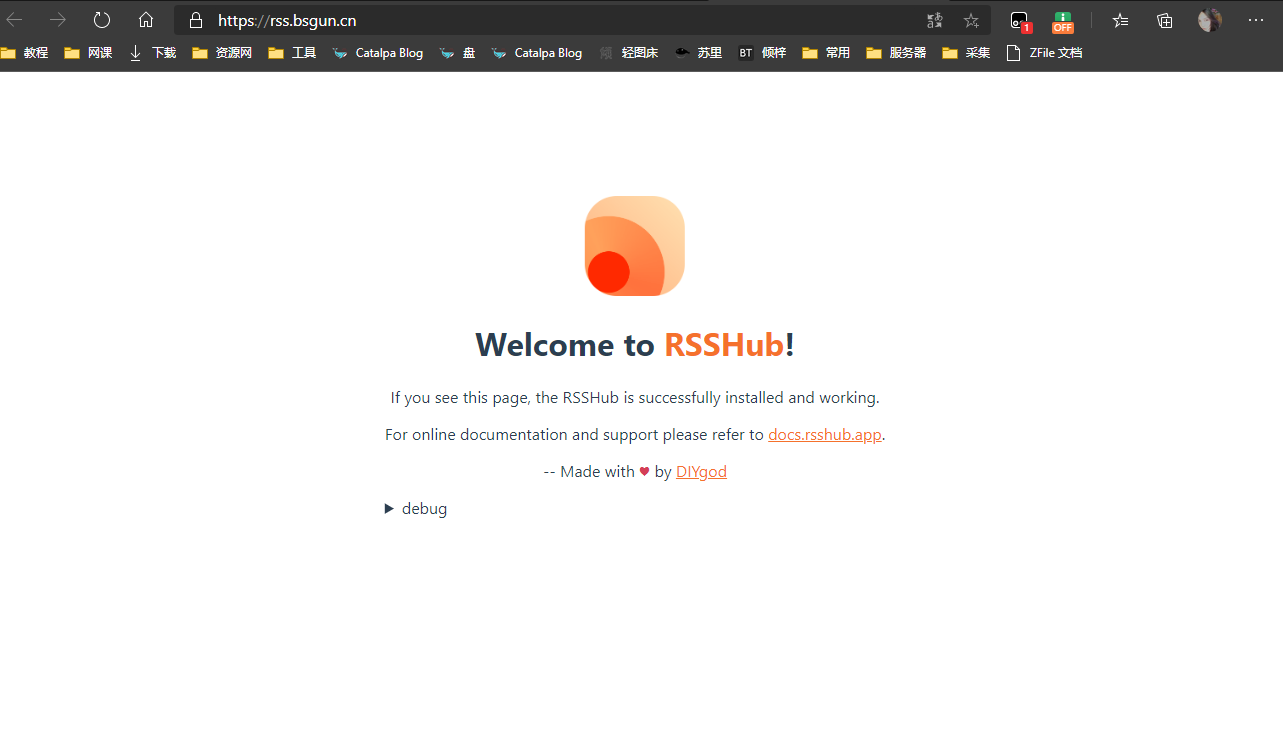 https://rss.bsgun.cn
1
OFF
教程 网课 下载 资源网 工具 Catalpa Blog 盘 Catalpa Blog 轻图床 苏里 BT 倾梓 常用 服务器 采集 ZFile 文档
Welcome to RSSHub!
If you see this page, the RSSHub is successfully installed and working.
For online documentation and support please refer to docs.rsshub.app.
-- Made with ♥ by DIYgod
debug